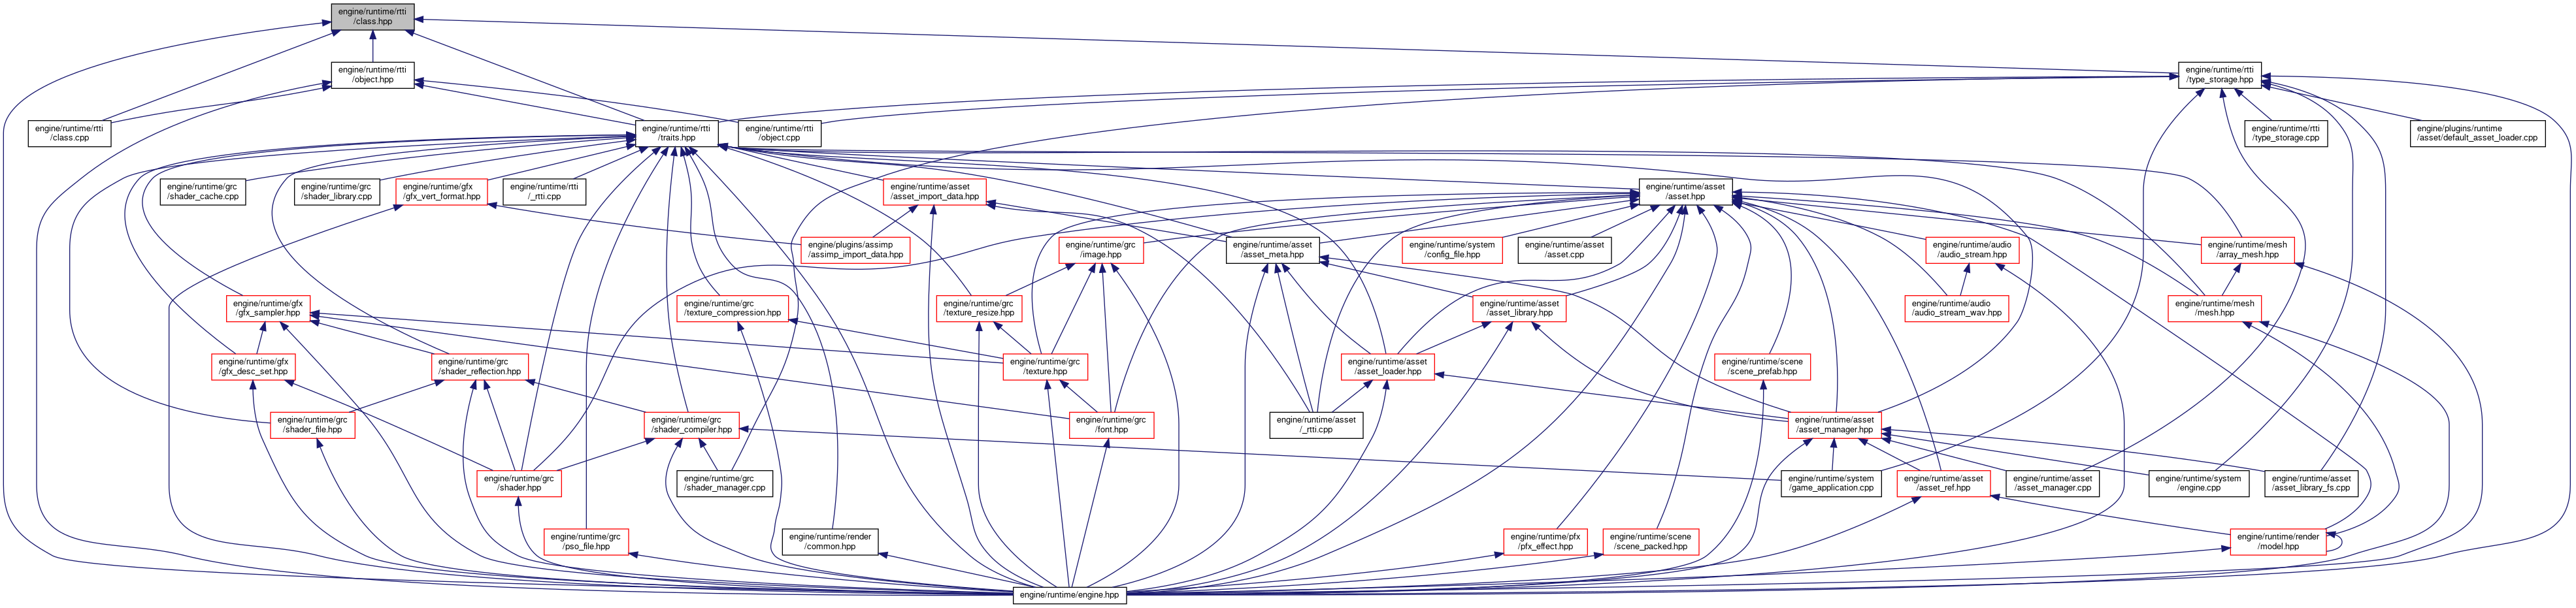 engine/runtime/rtti
/class.hpp
engine/runtime/rtti
/object.hpp
engine/runtime/rtti
/type_storage.hpp
engine/runtime/rtti
/class.cpp
engine/runtime/rtti
/traits.hpp
engine/runtime/rtti
/object.cpp
engine/runtime/rtti
/type_storage.cpp
engine/plugins/runtime
/asset/default_asset_loader.cpp
engine/runtime/grc
/shader_cache.cpp
engine/runtime/grc
/shader_library.cpp
engine/runtime/gfx
/gfx_vert_format.hpp
engine/runtime/rtti
/_rtti.cpp
engine/runtime/asset
/asset_import_data.hpp
engine/runtime/asset
/asset.hpp
engine/plugins/assimp
/assimp_import_data.hpp
engine/runtime/grc
/image.hpp
engine/runtime/asset
/asset_meta.hpp
engine/runtime/system
/config_file.hpp
engine/runtime/asset
/asset.cpp
engine/runtime/audio
/audio_stream.hpp
engine/runtime/mesh
/array_mesh.hpp
engine/runtime/gfx
/gfx_sampler.hpp
engine/runtime/grc
/texture_compression.hpp
engine/runtime/grc
/texture_resize.hpp
engine/runtime/asset
/asset_library.hpp
engine/runtime/audio
/audio_stream_wav.hpp
engine/runtime/mesh
/mesh.hpp
engine/runtime/gfx
/gfx_desc_set.hpp
engine/runtime/grc
/shader_reflection.hpp
engine/runtime/grc
/texture.hpp
engine/runtime/asset
/asset_loader.hpp
engine/runtime/scene
/scene_prefab.hpp
engine/runtime/grc
/shader_file.hpp
engine/runtime/grc
/shader_compiler.hpp
engine/runtime/grc
/font.hpp
engine/runtime/asset
/_rtti.cpp
engine/runtime/asset
/asset_manager.hpp
engine/runtime/grc
/shader.hpp
engine/runtime/grc
/shader_manager.cpp
engine/runtime/system
/game_application.cpp
engine/runtime/asset
/asset_ref.hpp
engine/runtime/asset
/asset_manager.cpp
engine/runtime/system
/engine.cpp
engine/runtime/asset
/asset_library_fs.cpp
engine/runtime/grc
/pso_file.hpp
engine/runtime/render
/common.hpp
engine/runtime/pfx
/pfx_effect.hpp
engine/runtime/scene
/scene_packed.hpp
engine/runtime/render
/model.hpp
engine/runtime/engine.hpp